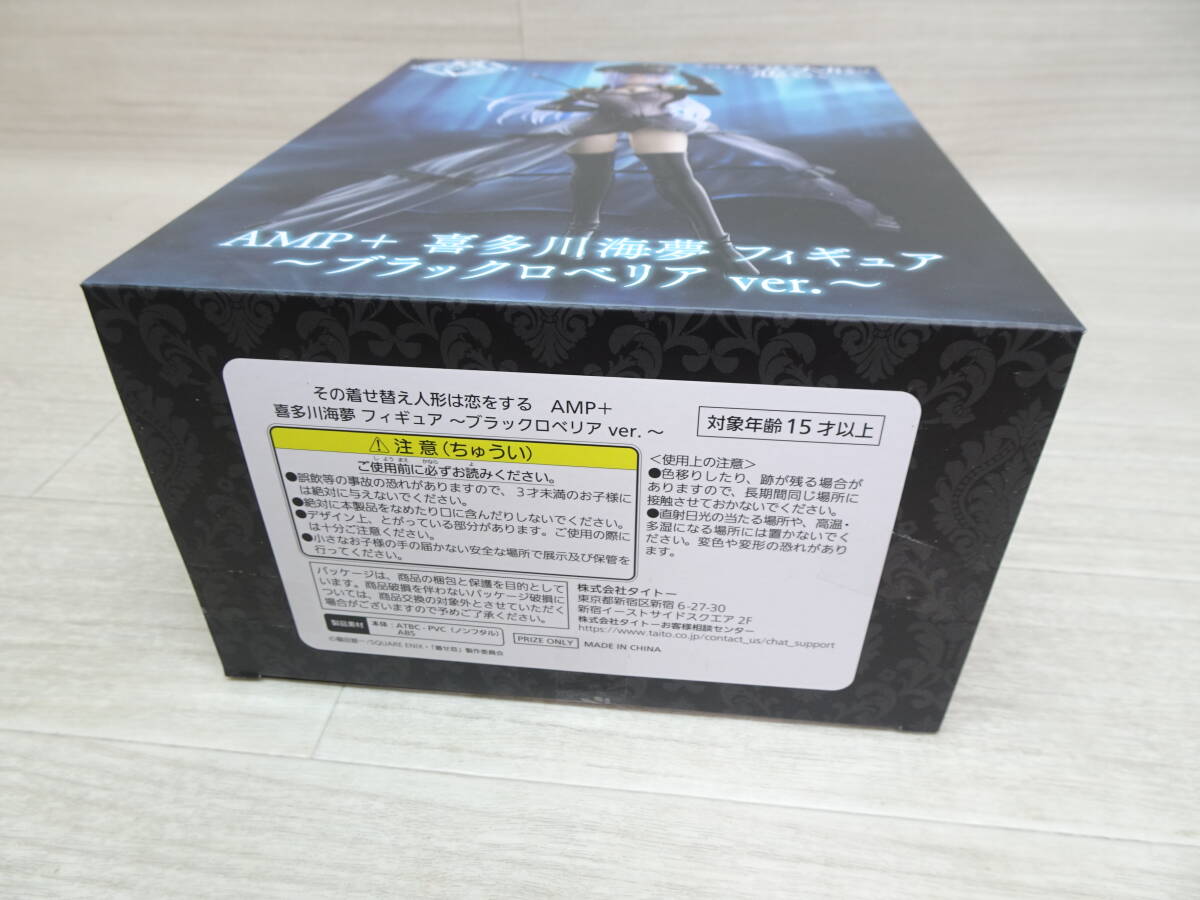 AMP＋ 喜多川海夢 フィギュア
～ブラックロベリア ver.～
その着せ替え人形は恋をする AMP＋
喜多川海夢 フィギュア ～ブラックロベリア ver.～
対象年齢15才以上
⚠注意(ちゅうい)
ご使用前に必ずお読みください。
●誤飲等の事故の恐れがありますので、3才未満のお子様に
は絶対に与えないでください。
●絶対に本製品をなめたり口に含んだりしないでください。
●デザイン上、とがっている部分があります。ご使用の際に
は十分ご注意ください。
●小さなお子様の手の届かない安全な場所で展示及び保管を
行ってください。
＜使用上の注意＞
●色移りしたり、跡が残る場合が
ありますので、長期間同じ場所に
接触させておかないでください。
●直射日光の当たる場所や、高温・
多湿になる場所には置かないでく
ださい。変色や変形の恐れがあり
ます。
パッケージは、商品の梱包と保護を目的として
います。商品破損を伴わないパッケージ破損に
ついては、商品交換の対象外とさせていただく
場合がございますので予めご了承ください。
株式会社タイトー
東京都新宿区新宿 6-27-30
新宿イーストサイドスクエア 2F
株式会社タイトーお客様相談センター
https://www.taito.co.jp/contact_us/chat_support
製品素材 本体：ATBC-PVC（ノンフタル）
ABS
PRIZE ONLY MADE IN CHINA
©福田晋一/SQUARE ENIX・「着せ恋」製作委員会